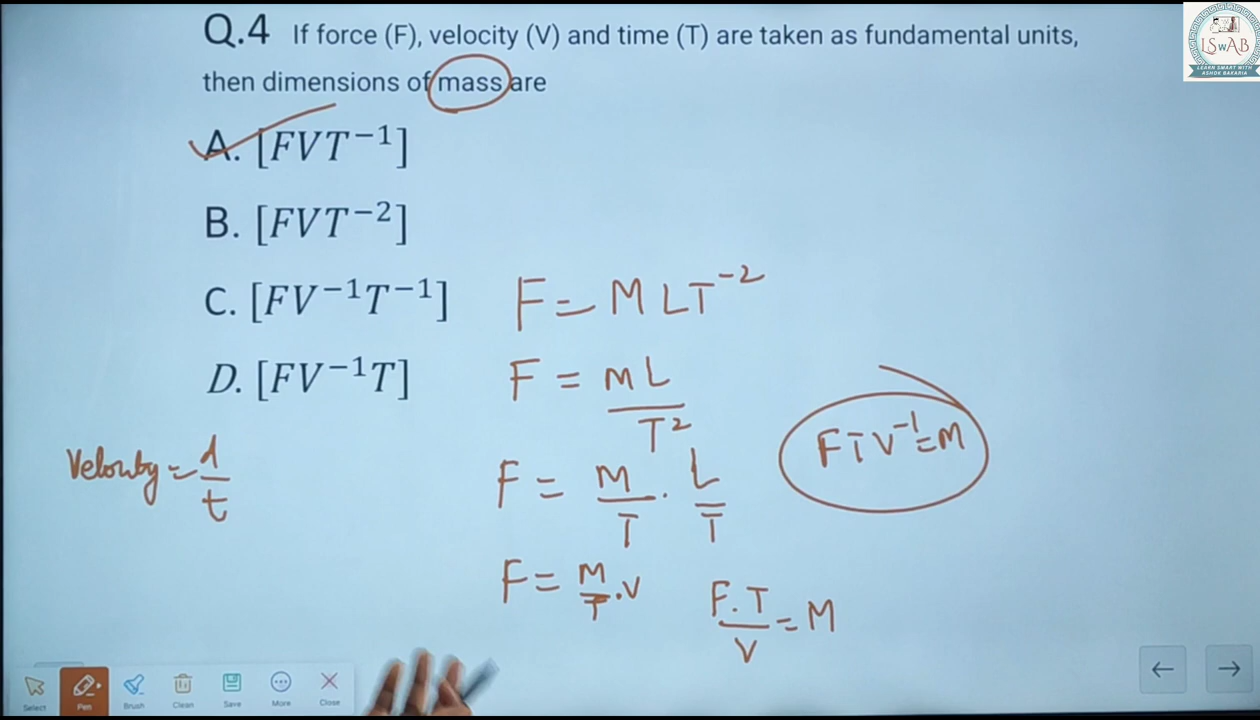 Q.4 If force (F), velocity (V) and time (T) are taken as fundamental units,
then dimensions of mass are
A. [FVT⁻¹]
B. [FVT⁻²]
C. [FV⁻¹T⁻¹]
D. [FV⁻¹T]
F = MLT⁻²
F = ML/T²
F = M/T . L/T
F = M/T . V
F.T/V = M
FTV⁻¹ = M
Velouby = d/t
LSWAB
LEARN SMART WITH
ASHOK BAKARIA
Select
Pen
Brush
Clean
Save
More
Close
← →